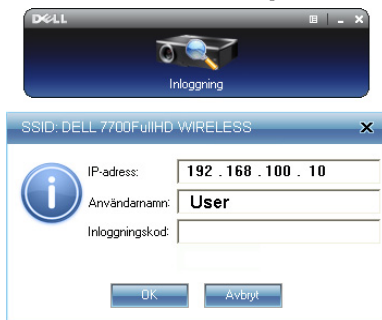 DELL
Inloggning
SSID: DELL 7700FullHD WIRELESS
IP-adress: 192 . 168 . 100 . 10
Användarnamn: User
Inloggningskod:
OK Avbryt